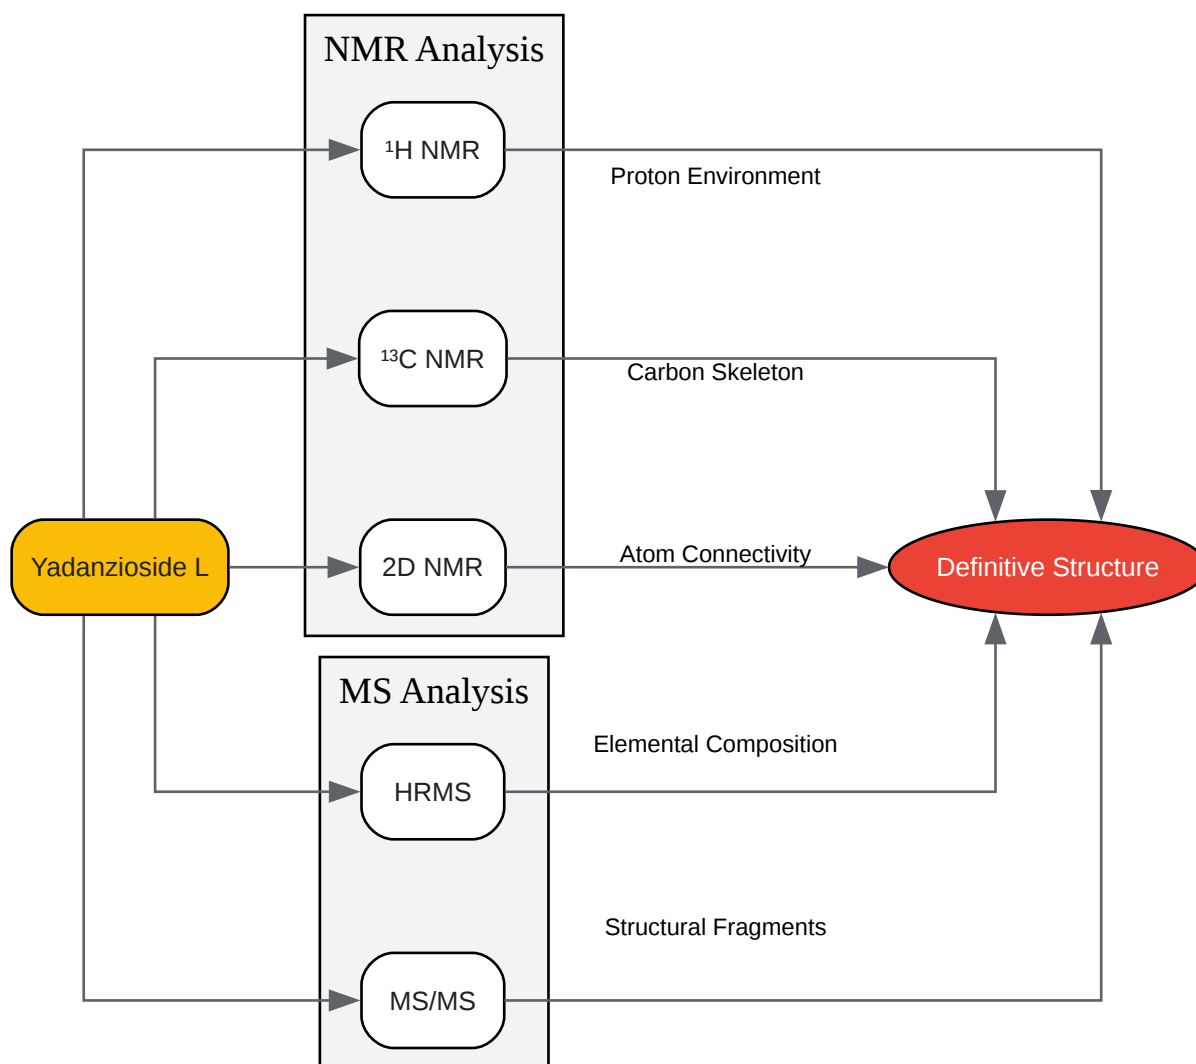 NMR Analysis
¹H NMR
Proton Environment
¹³C NMR
Carbon Skeleton
Yadanzioside L
2D NMR
Atom Connectivity
Definitive Structure
MS Analysis
HRMS
Elemental Composition
MS/MS
Structural Fragments